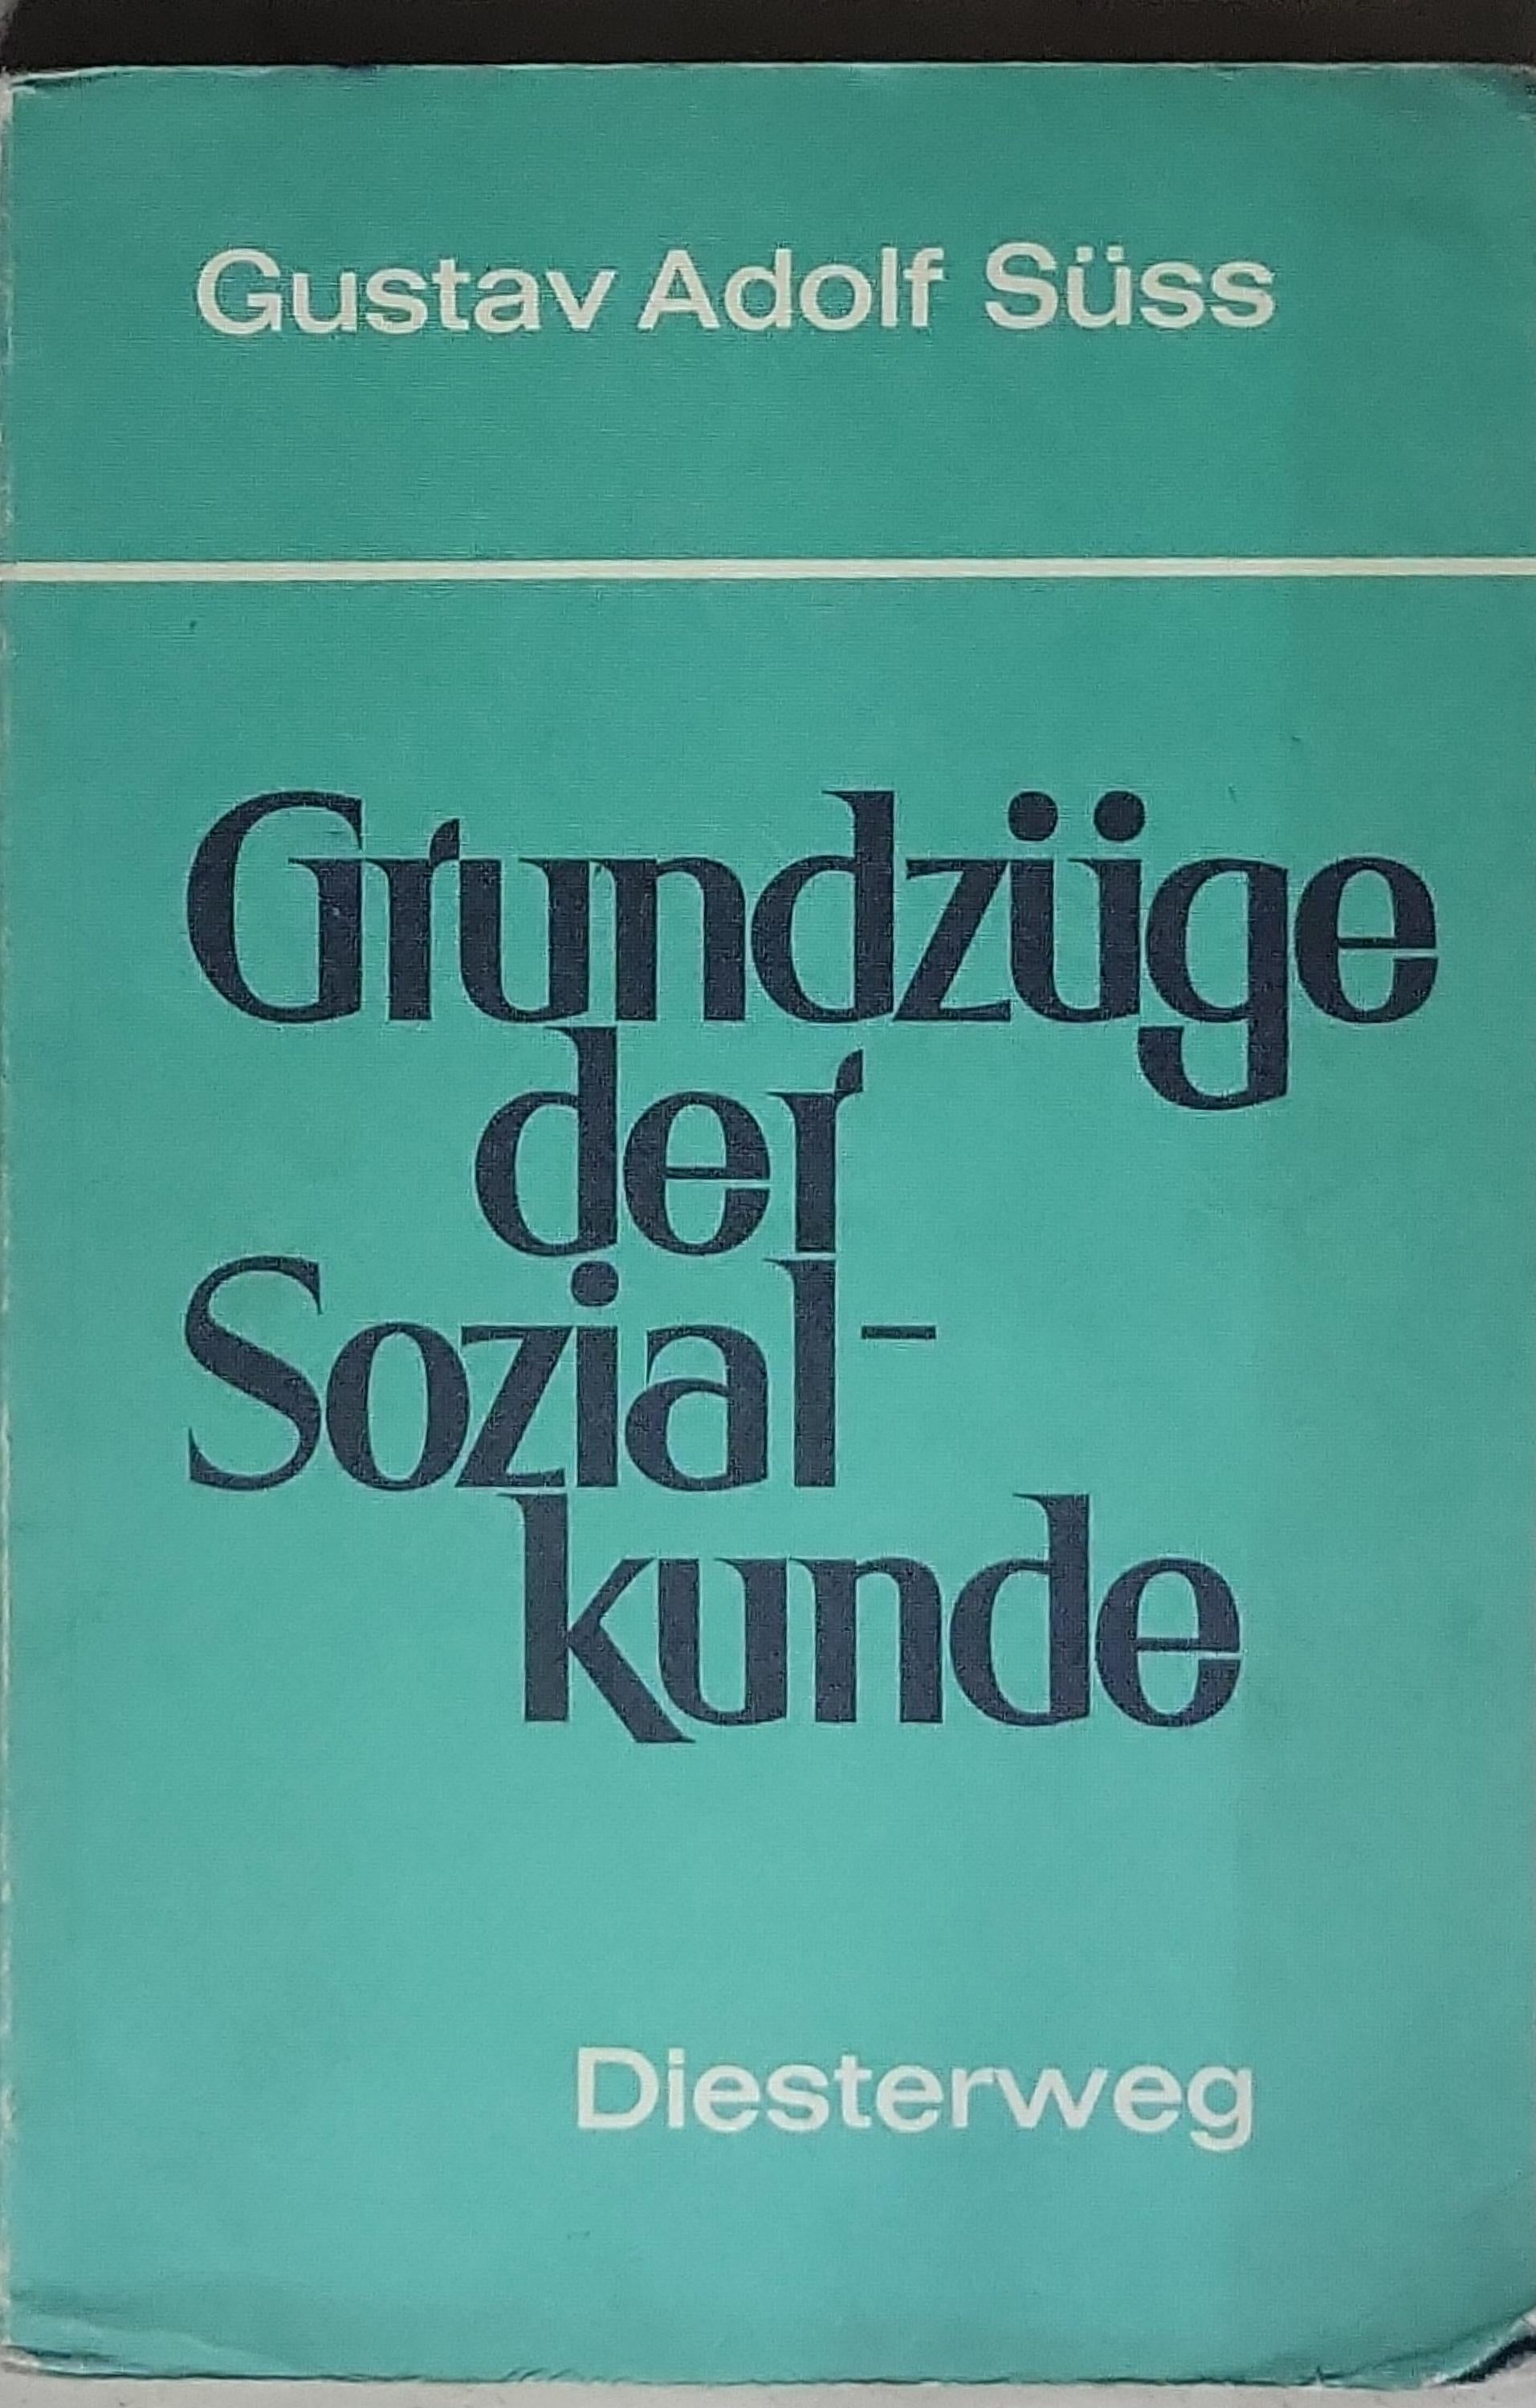 Gustav Adolf Süss
Grundzüge
der
Sozial-
kunde
Diesterweg